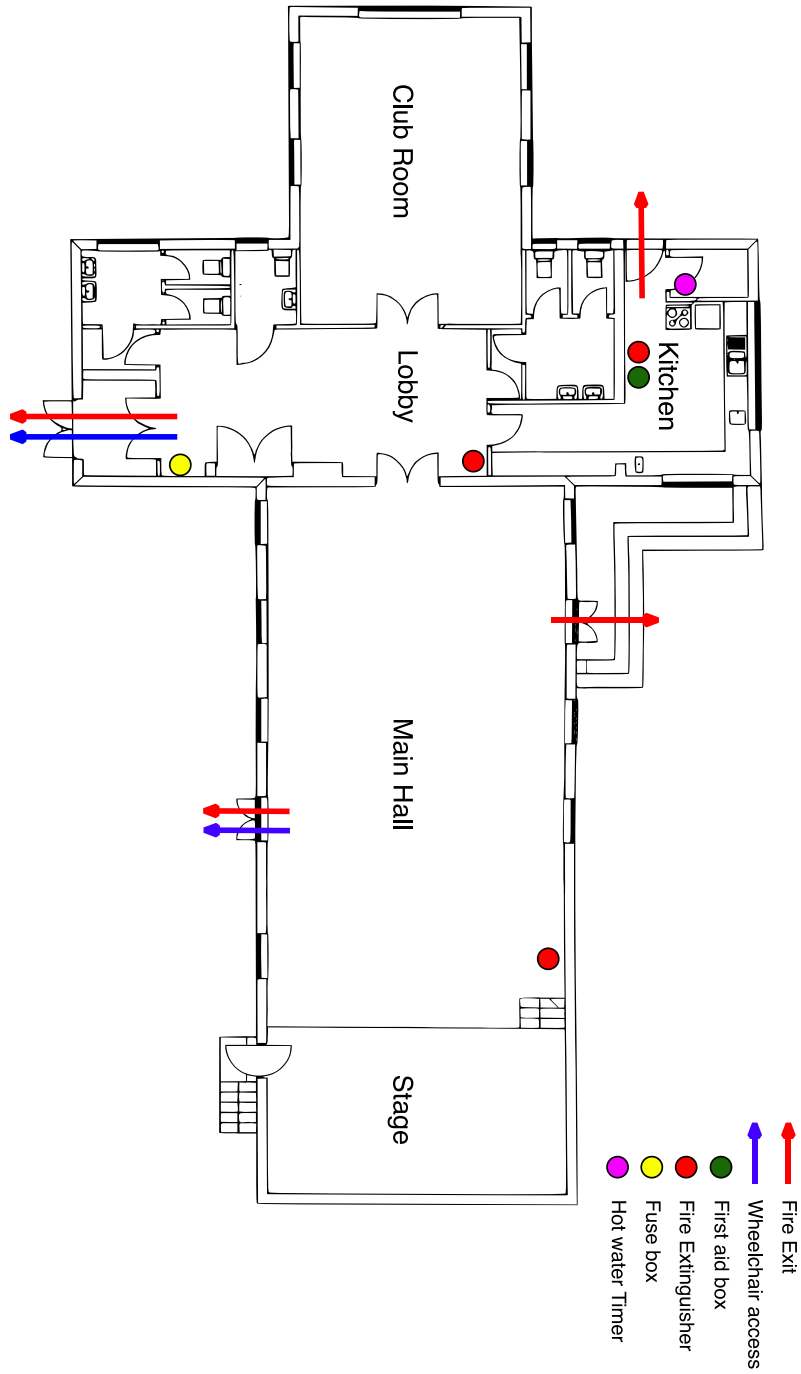 Club Room
Lobby
Kitchen
Main Hall
Stage
Fire Exit
Wheelchair access
First aid box
Fire Extinguisher
Fuse box
Hot water Timer